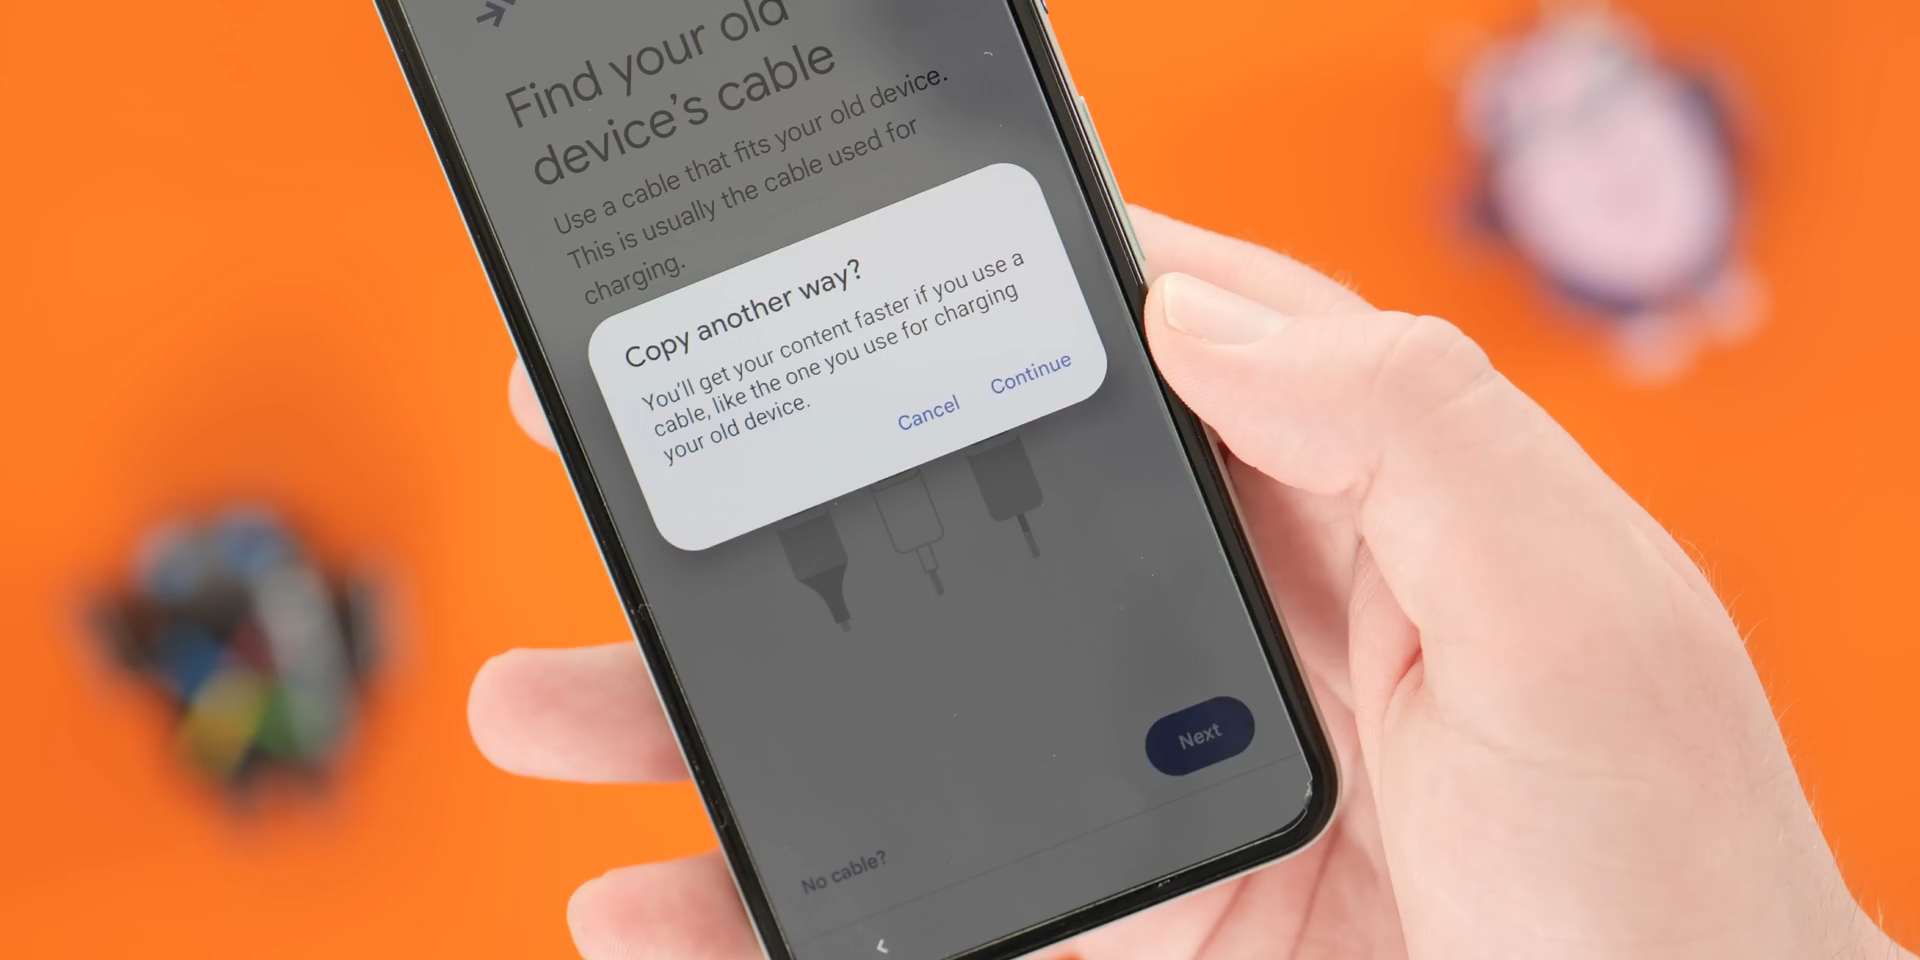 Find your old
device's cable
Use a cable that fits your old device.
This is usually the cable used for
charging.
Copy another way?
You'll get your content faster if you use a
cable, like the one you use for charging
your old device.
Cancel
Continue
Next
No cable?